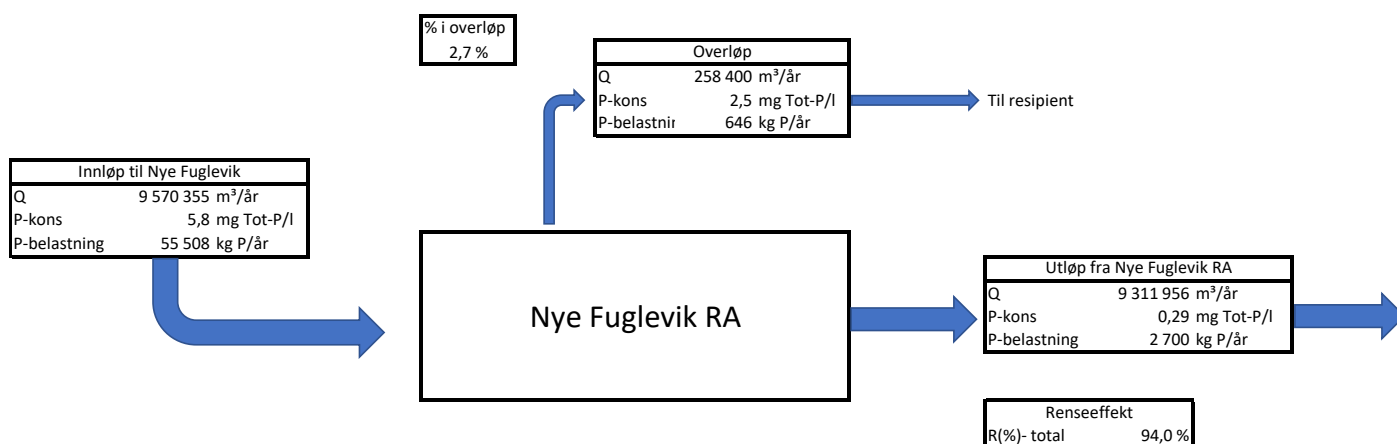 % i overløp
2,7 %
Overløp
Q 258 400 m³/år
P-kons 2,5 mg Tot-P/l
P-belastnir 646 kg P/år
Til resipient
Innløp til Nye Fuglevik
Q 9 570 355 m³/år
P-kons 5,8 mg Tot-P/l
P-belastning 55 508 kg P/år
Nye Fuglevik RA
Utløp fra Nye Fuglevik RA
Q 9 311 956 m³/år
P-kons 0,29 mg Tot-P/l
P-belastning 2 700 kg P/år
Renseeffekt
R(%)- total 94,0 %